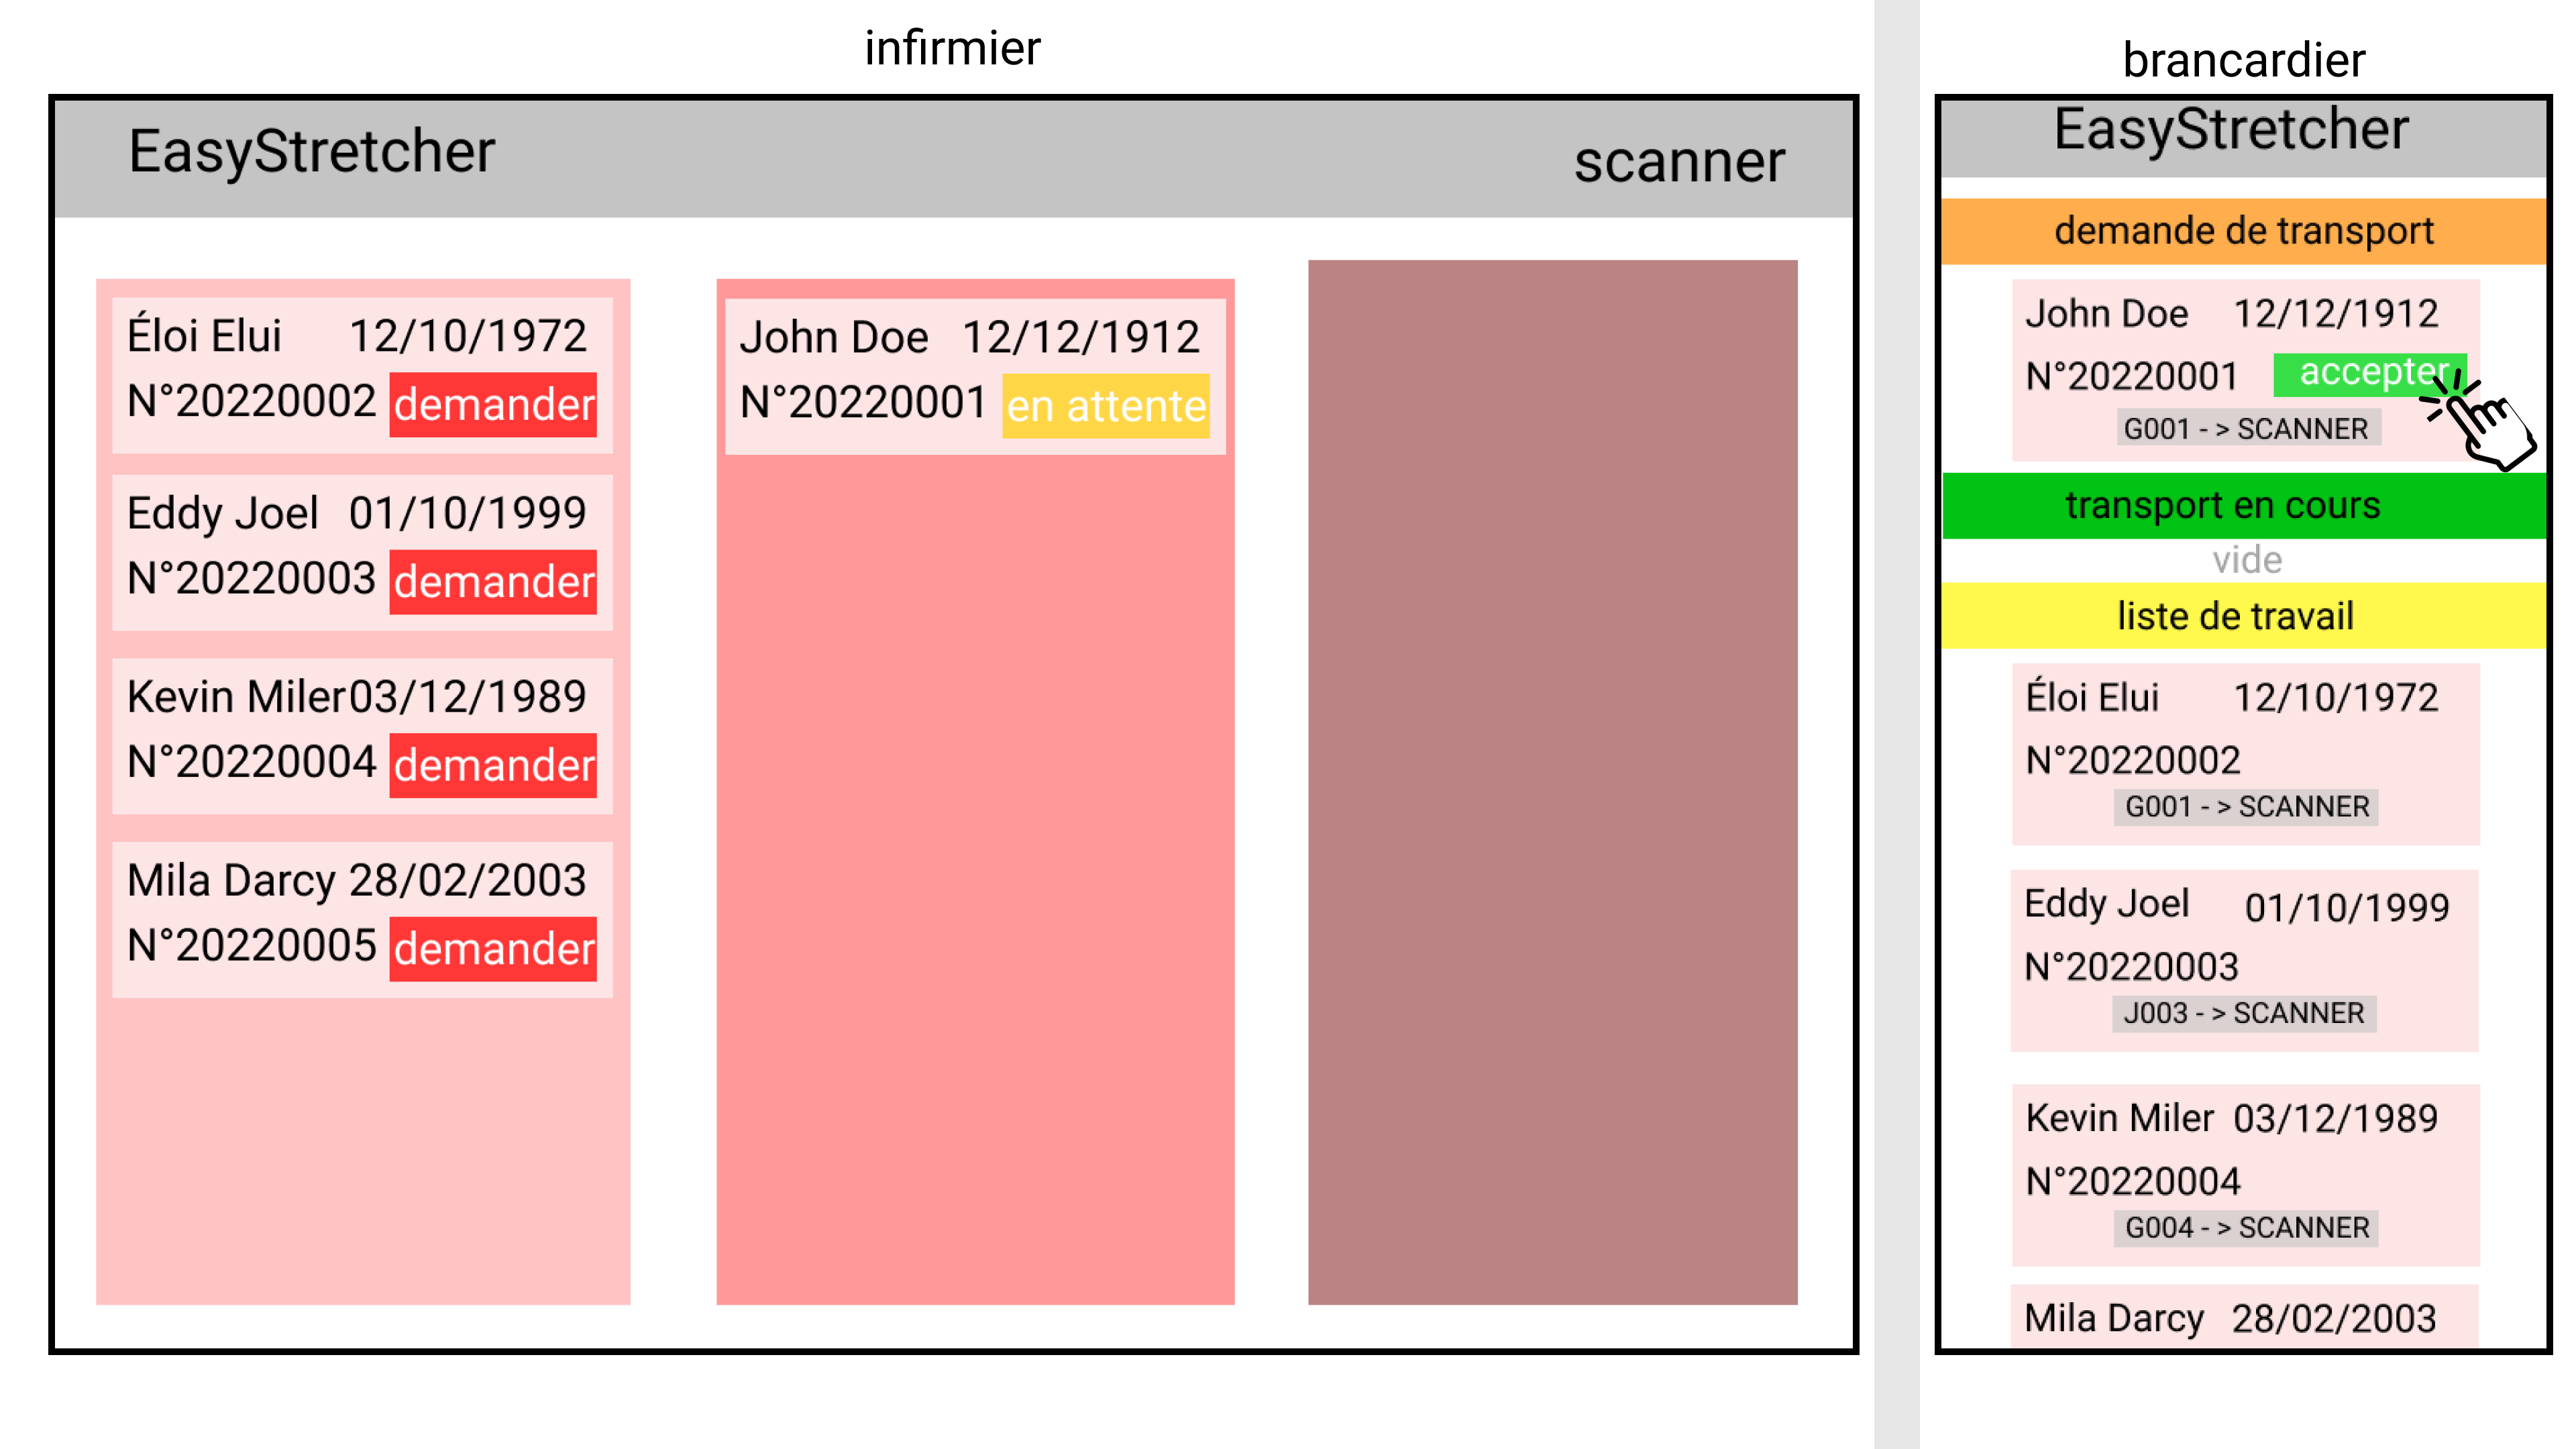 infirmier
EasyStretcher
scanner
Éloi Elui 12/10/1972
N°20220002 demander
Eddy Joel 01/10/1999
N°20220003 demander
Kevin Miler 03/12/1989
N°20220004 demander
Mila Darcy 28/02/2003
N°20220005 demander
John Doe 12/12/1912
N°20220001 en attente
brancardier
EasyStretcher
demande de transport
John Doe 12/12/1912
N°20220001 accepter
G001 - > SCANNER
transport en cours
vide
liste de travail
Éloi Elui 12/10/1972
N°20220002
G001 - > SCANNER
Eddy Joel 01/10/1999
N°20220003
J003 - > SCANNER
Kevin Miler 03/12/1989
N°20220004
G004 - > SCANNER
Mila Darcy 28/02/2003